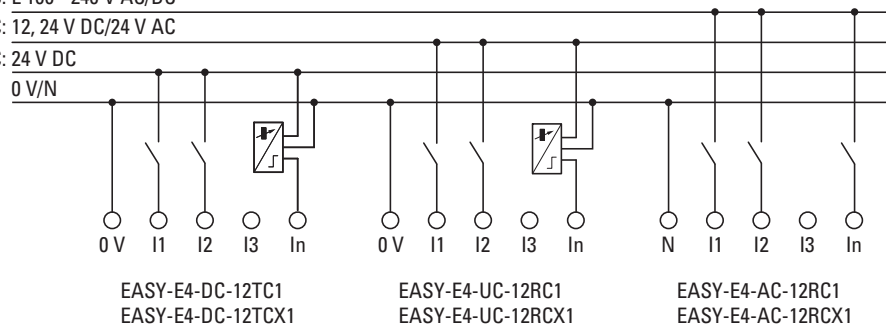 : L 100 - 240 V AC/DC
: 12, 24 V DC/24 V AC
: 24 V DC
0 V/N
0 V I1 I2 I3 In 0 V I1 I2 I3 In N I1 I2 I3 In
EASY-E4-DC-12TC1 EASY-E4-UC-12RC1 EASY-E4-AC-12RC1
EASY-E4-DC-12TCX1 EASY-E4-UC-12RCX1 EASY-E4-AC-12RCX1